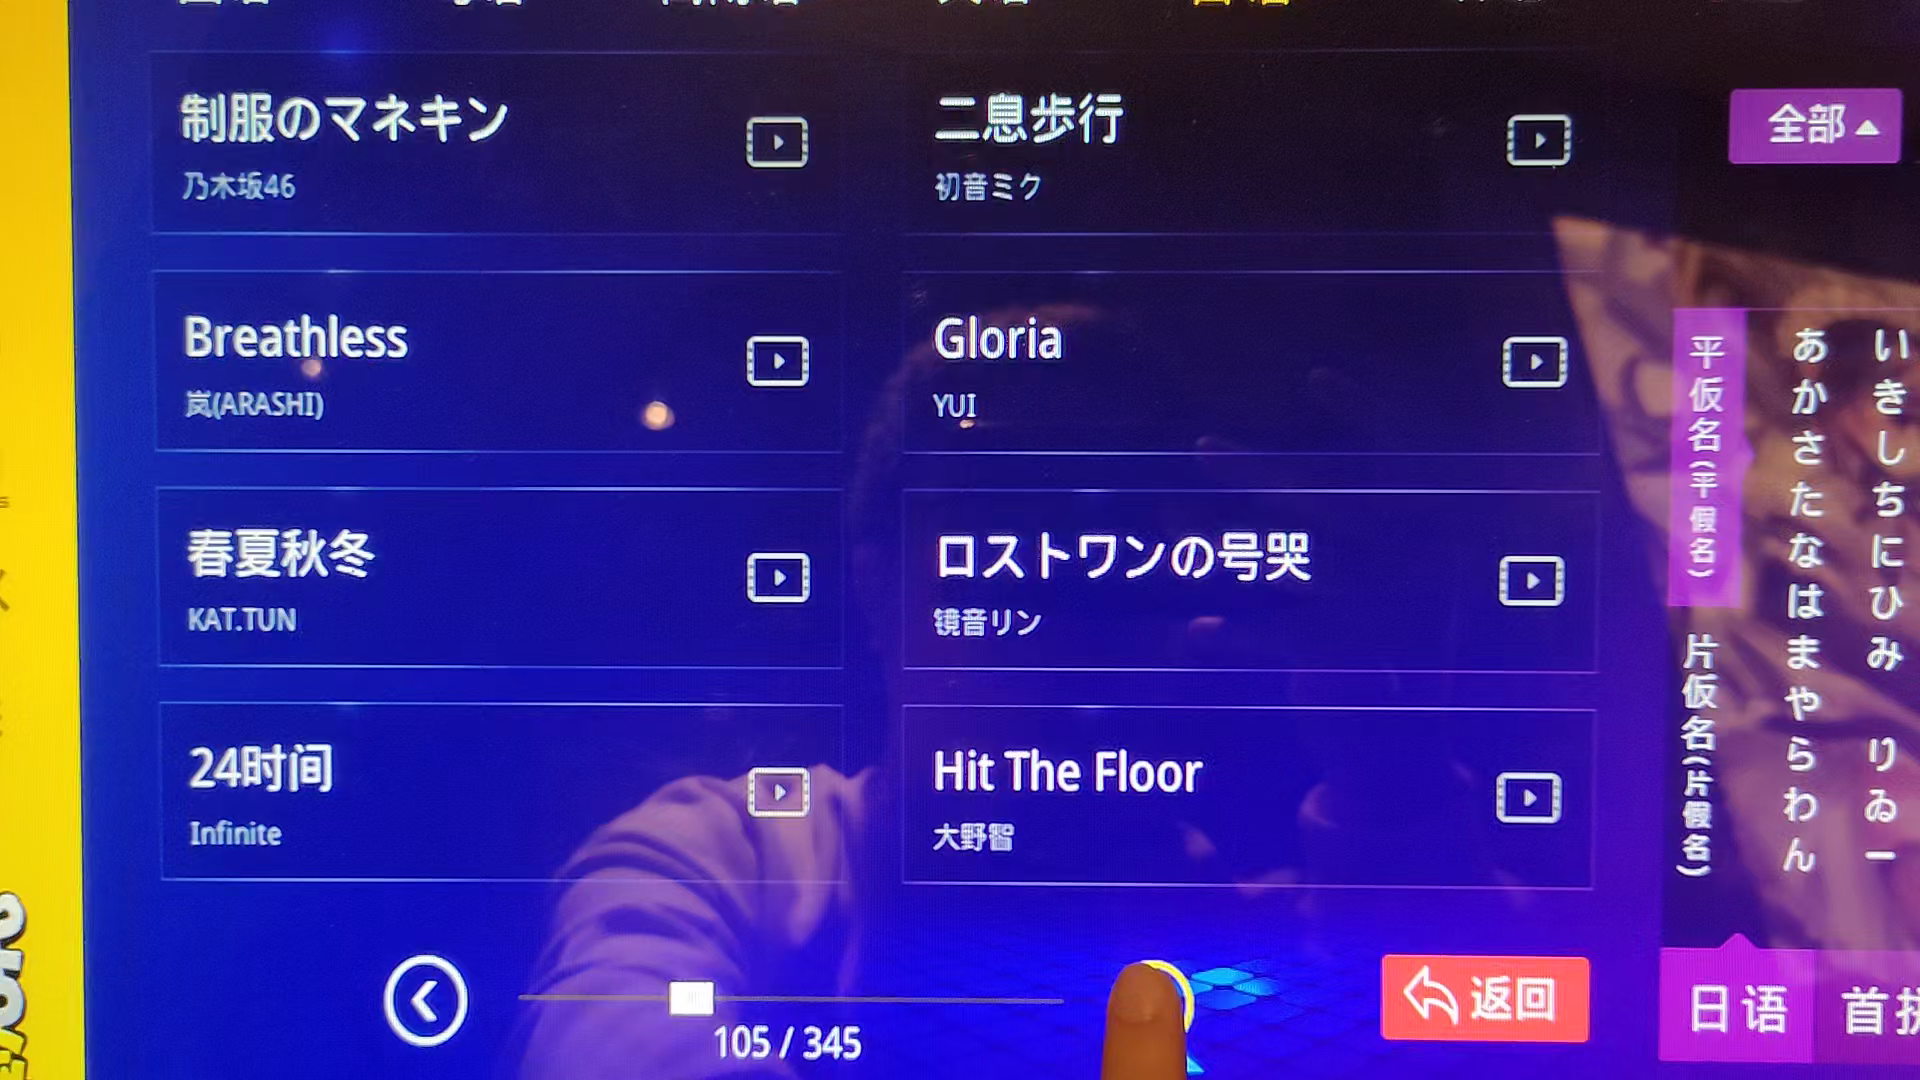 制服のマネキン
乃木坂46
二息歩行
初音ミク
全部
Breathless
岚(ARASHI)
Gloria
YUI
春夏秋冬
KAT.TUN
ロストワンの号哭
镜音リン
24时间
Infinite
Hit The Floor
大野智
平仮名(平假名)
片仮名(片假名)
あかさたなはまやらわん
いきしちにひみ りゐー
105 / 345
返回
日语
首拼